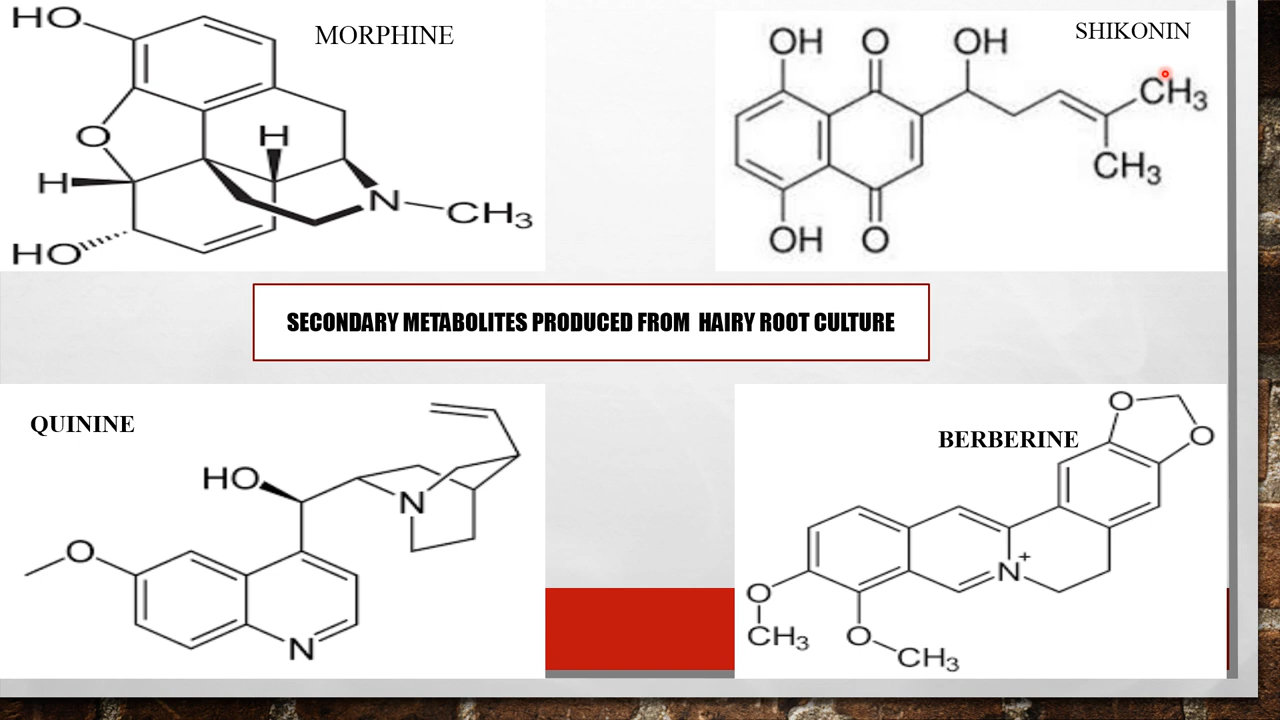 MORPHINE
HO
O
H
H
N
CH3
HO
SHIKONIN
OH
O
OH
CH3
CH3
OH
O
SECONDARY METABOLITES PRODUCED FROM HAIRY ROOT CULTURE
QUININE
HO
N
O
N
BERBERINE
O
O
N+
O
CH3
O
CH3